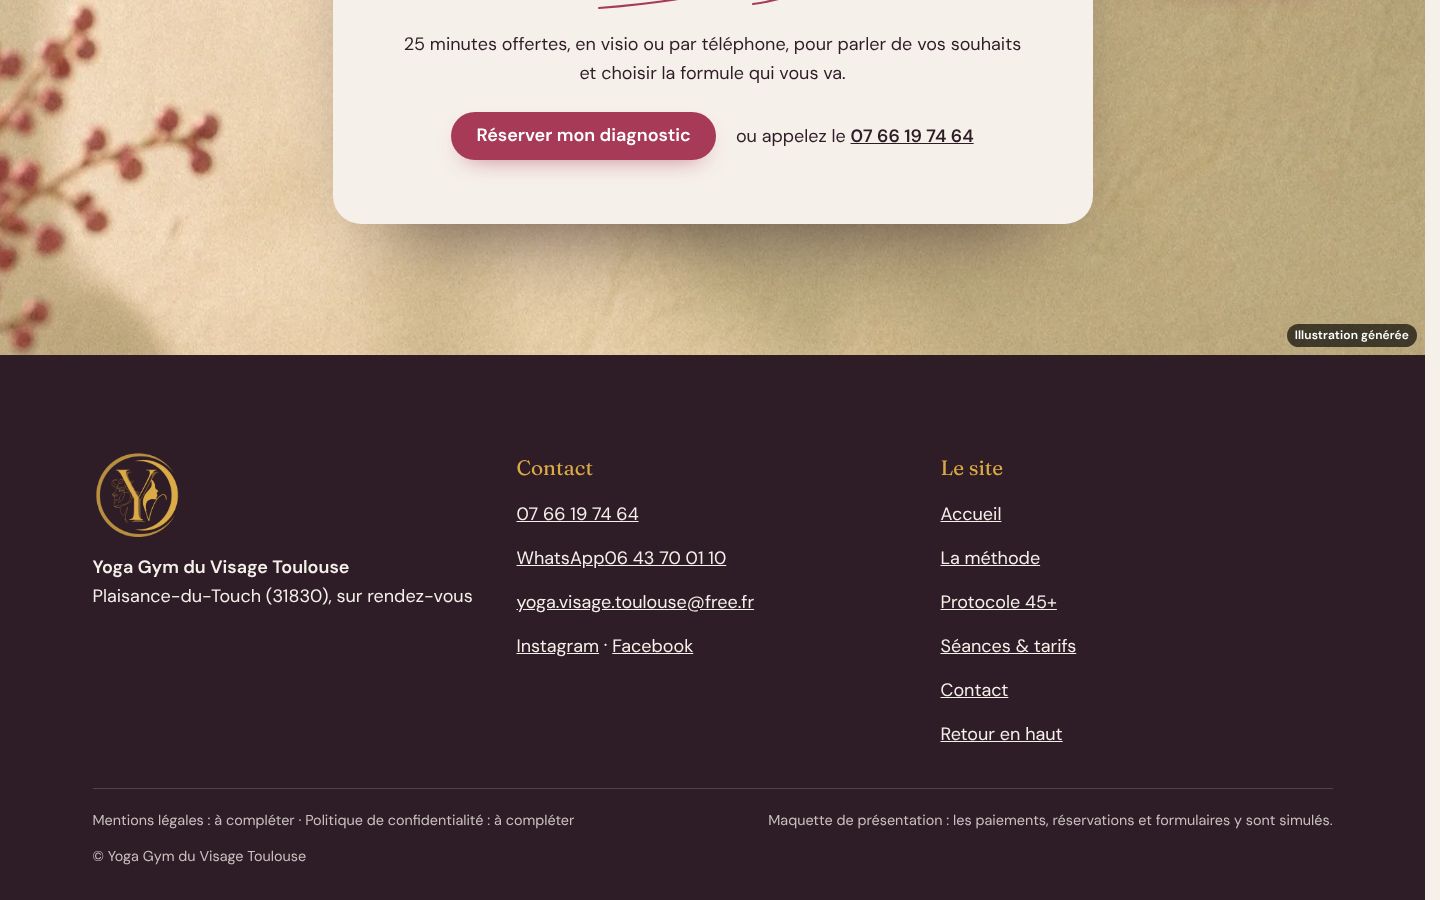 25 minutes offertes, en visio ou par téléphone, pour parler de vos souhaits
et choisir la formule qui vous va.
Réserver mon diagnostic
ou appelez le 07 66 19 74 64
Illustration générée
Y
Yoga Gym du Visage Toulouse
Plaisance-du-Touch (31830), sur rendez-vous
Contact
07 66 19 74 64
WhatsApp06 43 70 01 10
yoga.visage.toulouse@free.fr
Instagram · Facebook
Le site
Accueil
La méthode
Protocole 45+
Séances & tarifs
Contact
Retour en haut
Mentions légales : à compléter · Politique de confidentialité : à compléter
Maquette de présentation : les paiements, réservations et formulaires y sont simulés.
© Yoga Gym du Visage Toulouse